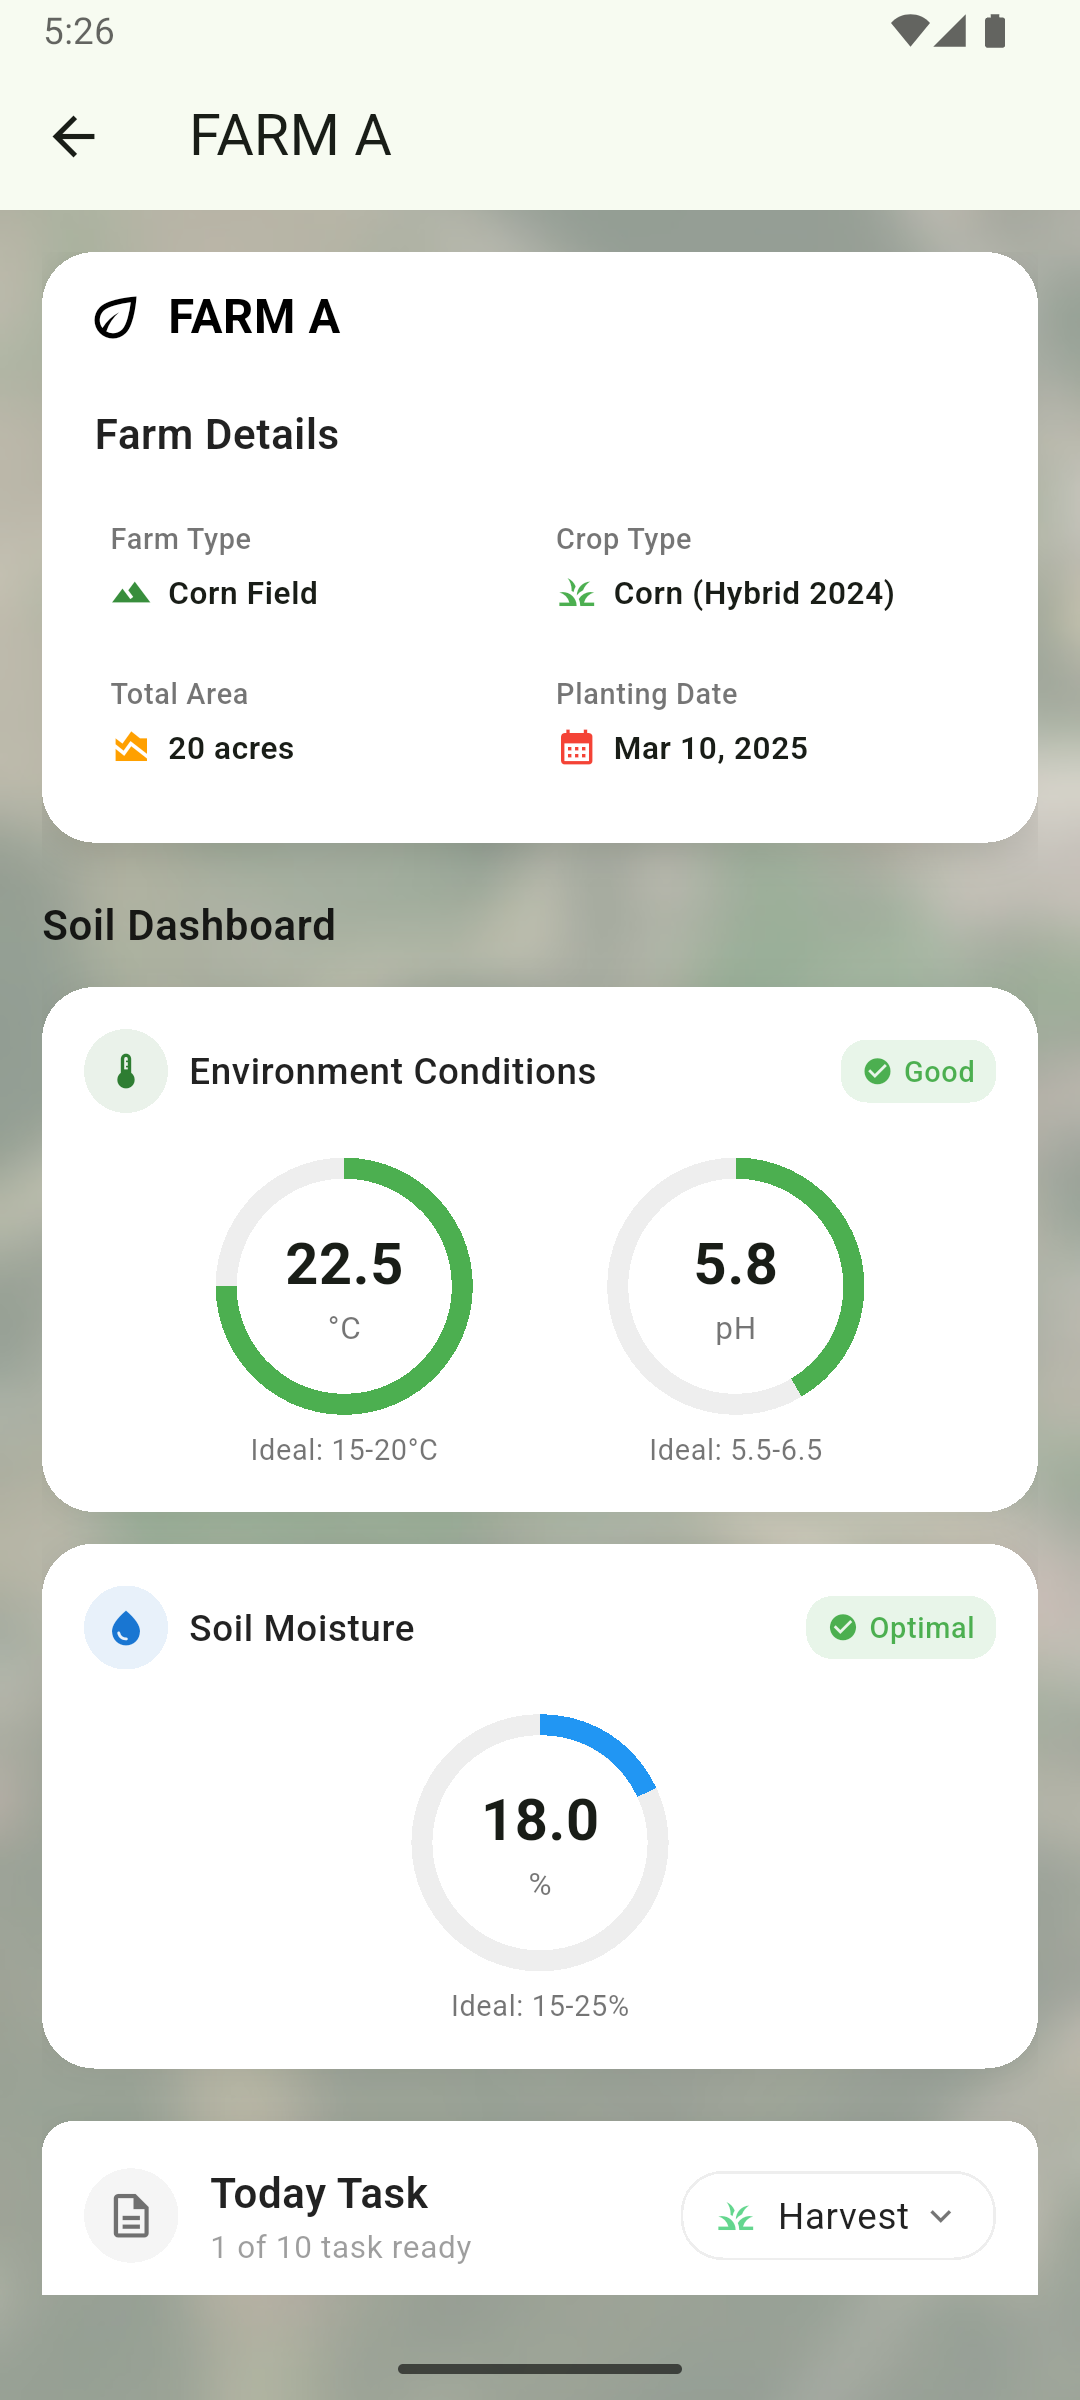 5:26
FARM A
FARM A
Farm Details
Farm Type
Crop Type
Corn Field
Corn (Hybrid 2024)
Total Area
Planting Date
20 acres
Mar 10, 2025
Soil Dashboard
Environment Conditions
Good
22.5
5.8
°C
pH
Ideal: 15-20°C
Ideal: 5.5-6.5
Soil Moisture
Optimal
18.0
%
Ideal: 15-25%
Today Task
1 of 10 task ready
Harvest